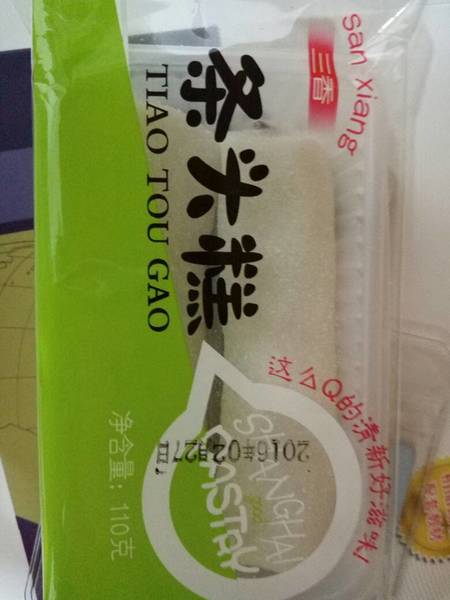 san xiang
三香
条头糕
TIAO TOU GAO
这么Q的清新好滋味
SHANGHAI
good
PASTRY
2016年02月27日
净含量：110克